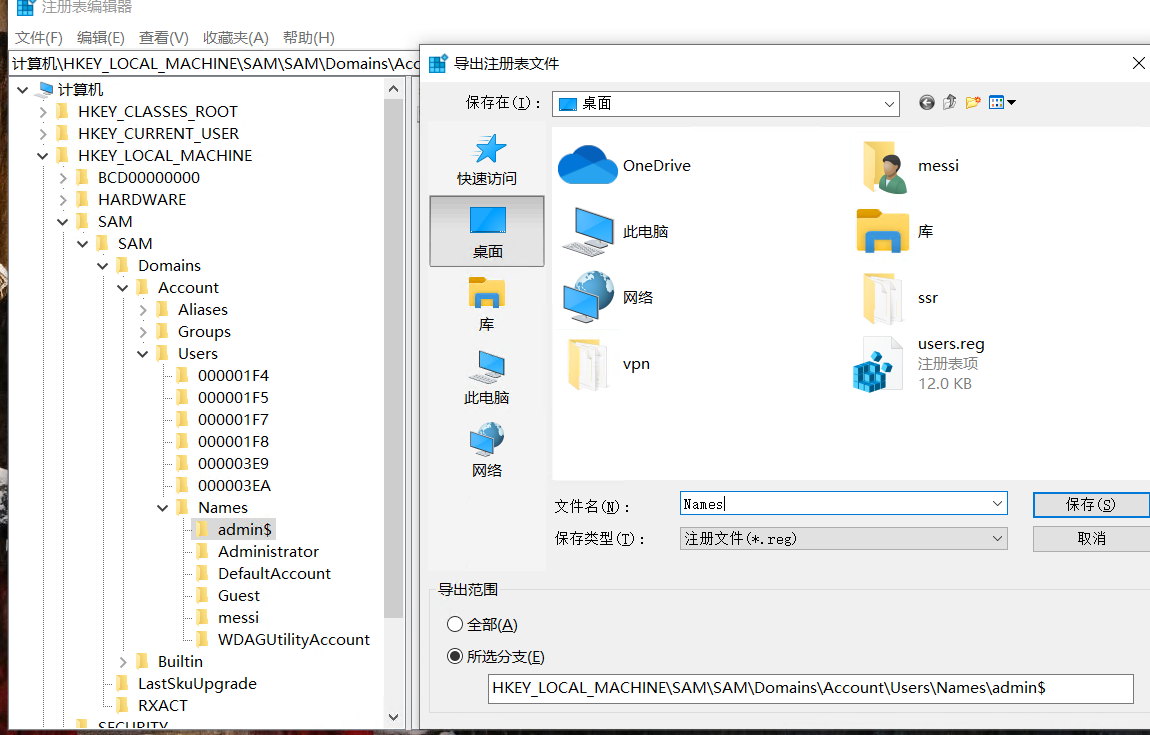 注册表编辑器
文件(F) 编辑(E) 查看(V) 收藏夹(A) 帮助(H)
计算机\HKEY_LOCAL_MACHINE\SAM\SAM\Domains\Acc
计算机
HKEY_CLASSES_ROOT
HKEY_CURRENT_USER
HKEY_LOCAL_MACHINE
BCD00000000
HARDWARE
SAM
SAM
Domains
Account
Aliases
Groups
Users
000001F4
000001F5
000001F7
000001F8
000003E9
000003EA
Names
admin$
Administrator
DefaultAccount
Guest
messi
WDAGUtilityAccount
Builtin
LastSkuUpgrade
RXACT
SECURITY
导出注册表文件
保存在(I):
桌面
快速访问
桌面
库
此电脑
网络
OneDrive
messi
此电脑
库
网络
ssr
vpn
users.reg
注册表项
12.0 KB
文件名(N):
Names
保存(S)
保存类型(T):
注册文件(*.reg)
取消
导出范围
全部(A)
所选分支(E)
HKEY_LOCAL_MACHINE\SAM\SAM\Domains\Account\Users\Names\admin$